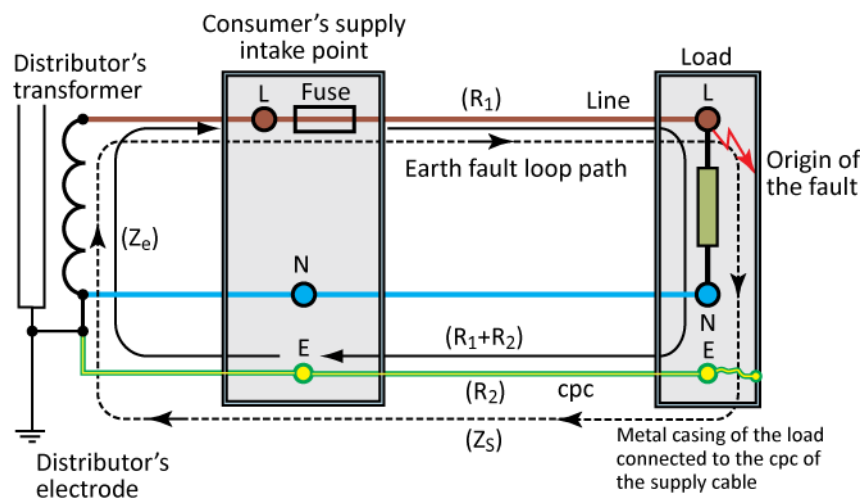 Consumer's supply
intake point
Distributor's
transformer
Load
L
Fuse
(R1)
Line
L
Earth fault loop path
Origin of
the fault
(Ze)
N
N
E
(R1+R2)
E
(R2)
cpc
(ZS)
Metal casing of the load
connected to the cpc of
the supply cable
Distributor's
electrode